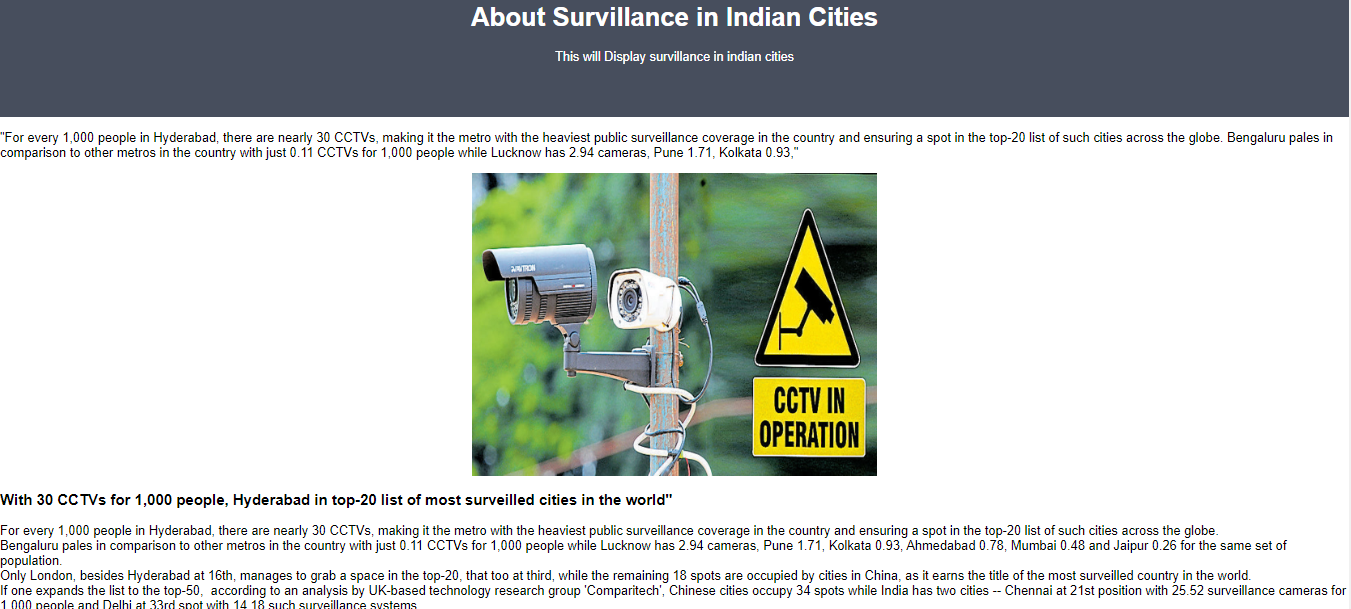 About Survillance in Indian Cities
This will Display survillance in indian cities
"For every 1,000 people in Hyderabad, there are nearly 30 CCTVs, making it the metro with the heaviest public surveillance coverage in the country and ensuring a spot in the top-20 list of such cities across the globe. Bengaluru pales in
comparison to other metros in the country with just 0.11 CCTVs for 1,000 people while Lucknow has 2.94 cameras, Pune 1.71, Kolkata 0.93,"
CCTV IN
OPERATION
With 30 CCTVs for 1,000 people, Hyderabad in top-20 list of most surveilled cities in the world"
For every 1,000 people in Hyderabad, there are nearly 30 CCTVs, making it the metro with the heaviest public surveillance coverage in the country and ensuring a spot in the top-20 list of such cities across the globe.
Bengaluru pales in comparison to other metros in the country with just 0.11 CCTVs for 1,000 people while Lucknow has 2.94 cameras, Pune 1.71, Kolkata 0.93, Ahmedabad 0.78, Mumbai 0.48 and Jaipur 0.26 for the same set of
population.
Only London, besides Hyderabad at 16th, manages to grab a space in the top-20, that too at third, while the remaining 18 spots are occupied by cities in China, as it earns the title of the most surveilled country in the world.
If one expands the list to the top-50, according to an analysis by UK-based technology research group 'Comparitech', Chinese cities occupy 34 spots while India has two cities -- Chennai at 21st position with 25.52 surveillance cameras for
1,000 people and Delhi at 33rd spot with 14.18 such surveillance systems